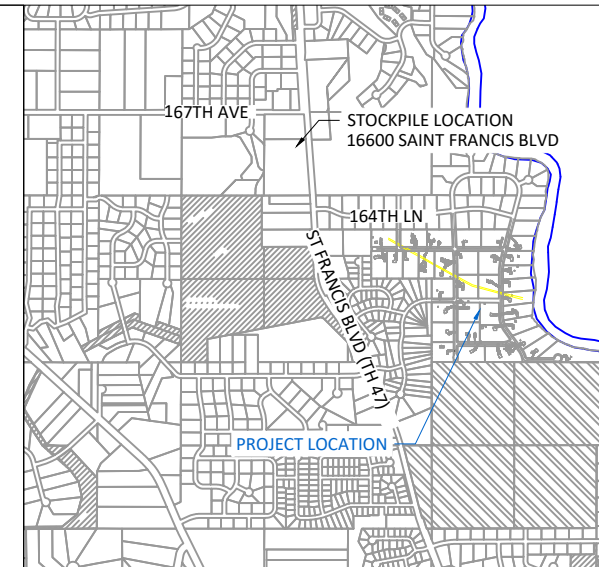 167TH AVE
STOCKPILE LOCATION
16600 SAINT FRANCIS BLVD
164TH LN
ST FRANCIS BLVD (TH 47)
PROJECT LOCATION